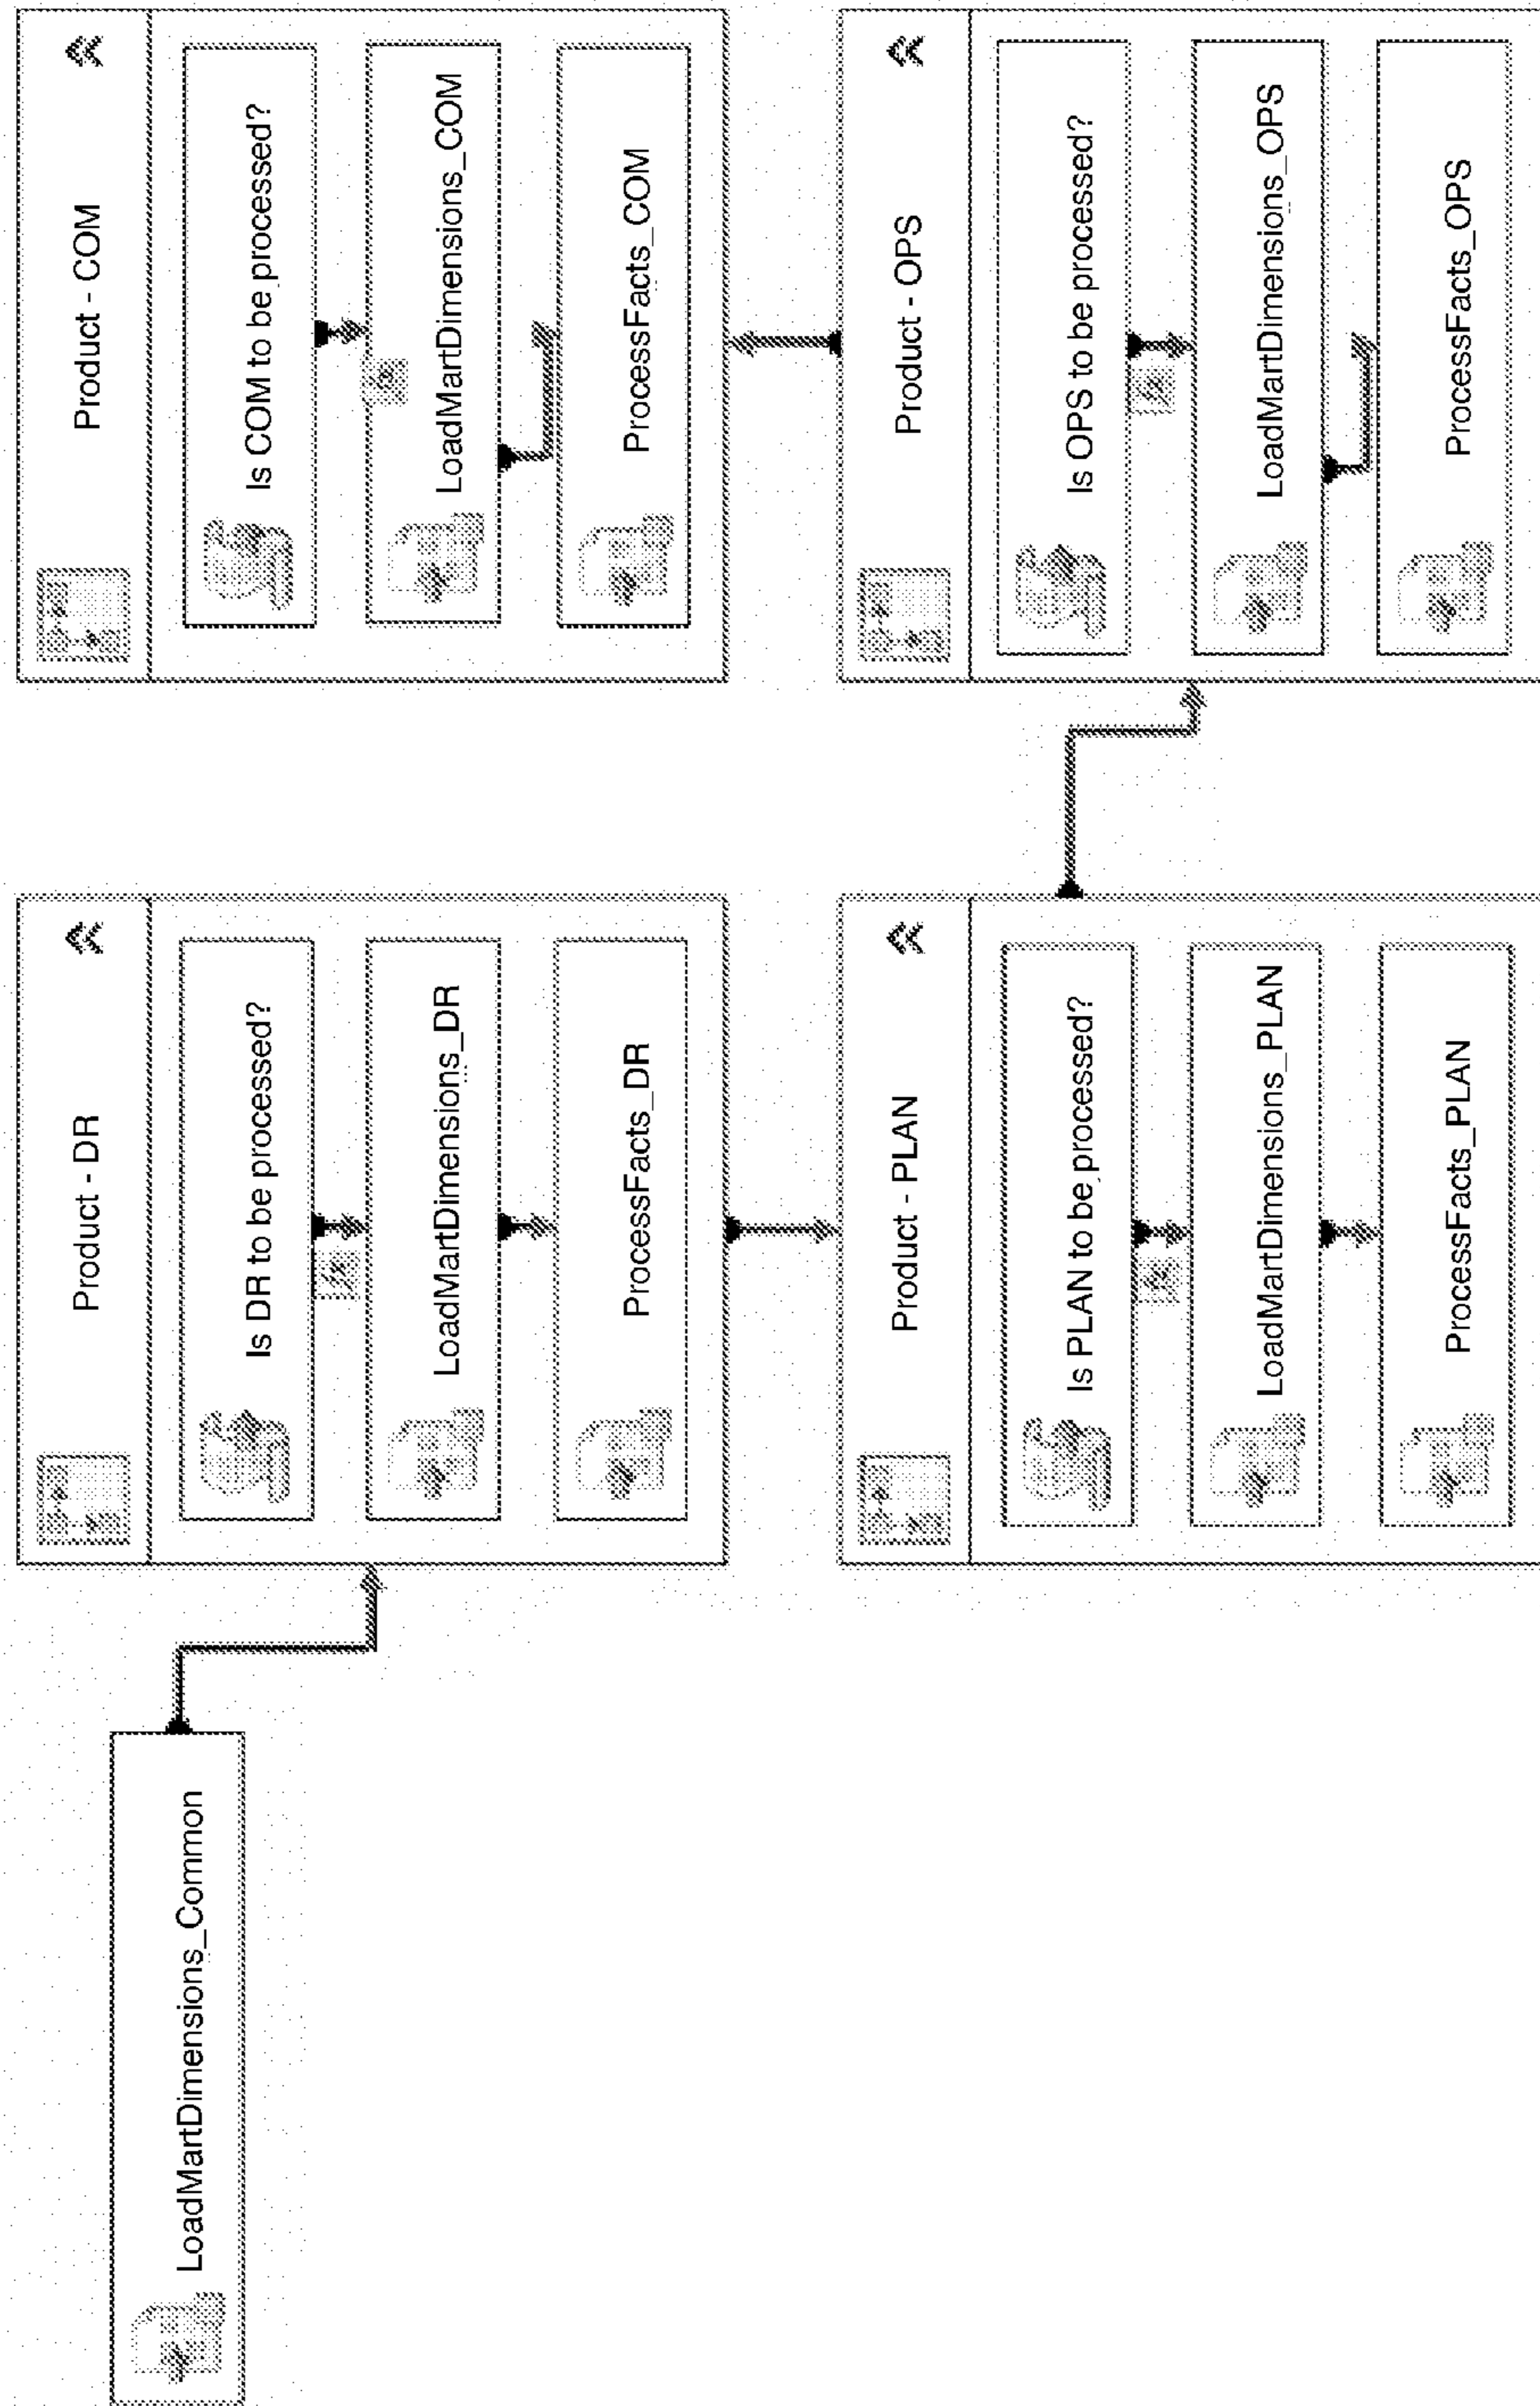 LoadMartDimensions_Common
Product - DR
Is DR to be processed?
LoadMartDimensions_DR
ProcessFacts_DR
Product - PLAN
Is PLAN to be processed?
LoadMartDimensions_PLAN
ProcessFacts_PLAN
Product - OPS
Is OPS to be processed?
LoadMartDimensions_OPS
ProcessFacts_OPS
Product - COM
Is COM to be processed?
LoadMartDimensions_COM
ProcessFacts_COM